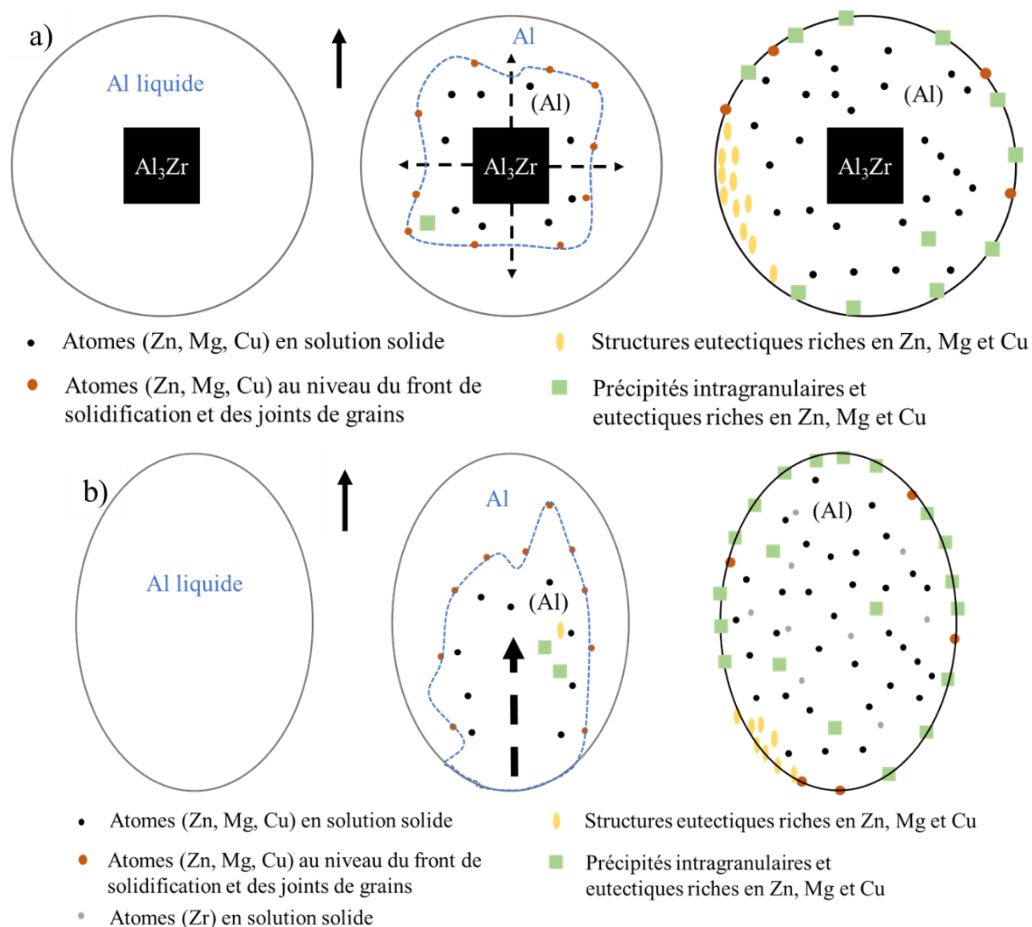 a)
Al liquide
Al₃Zr
Al
(Al)
Al₃Zr
(Al)
Al₃Zr
Atomes (Zn, Mg, Cu) en solution solide
Structures eutectiques riches en Zn, Mg et Cu
Atomes (Zn, Mg, Cu) au niveau du front de
solidification et des joints de grains
Précipités intragranulaires et
eutectiques riches en Zn, Mg et Cu
b)
Al liquide
Al
(Al)
(Al)
Atomes (Zn, Mg, Cu) en solution solide
Structures eutectiques riches en Zn, Mg et Cu
Atomes (Zn, Mg, Cu) au niveau du front de
solidification et des joints de grains
Précipités intragranulaires et
eutectiques riches en Zn, Mg et Cu
Atomes (Zr) en solution solide